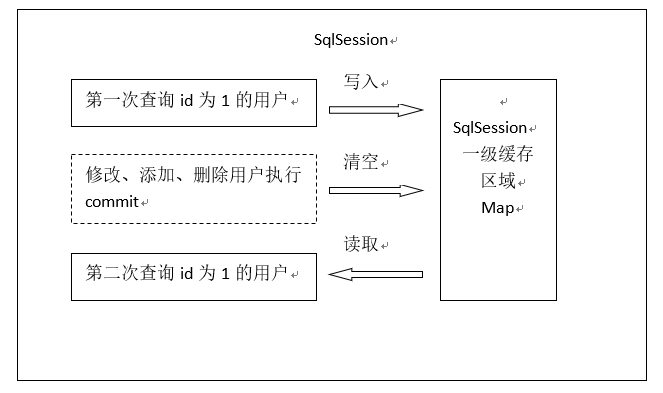 SqlSession
第一次查询 id 为 1 的用户
写入
修改、添加、删除用户执行
commit
清空
第二次查询 id 为 1 的用户
读取
SqlSession
一级缓存
区域
Map